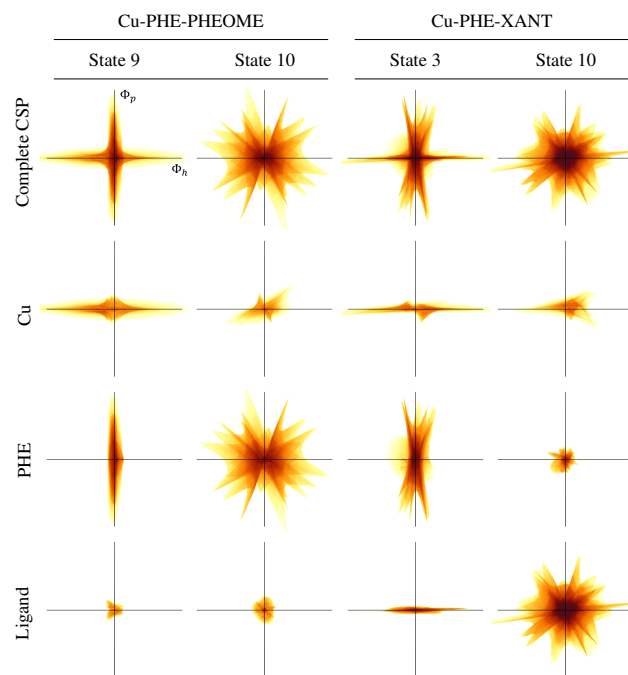 Cu-PHE-PHEOME Cu-PHE-XANT
State 9 State 10 State 3 State 10
Complete CSP
Φp
Φh
Cu
PHE
Ligand